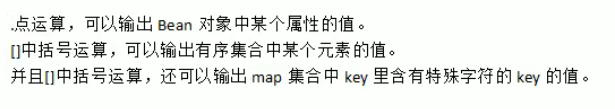 .点运算，可以输出 Bean 对象中某个属性的值。
[]中括号运算，可以输出有序集合中某个元素的值。
并且[]中括号运算，还可以输出 map 集合中 key 里含有特殊字符的 key 的值。